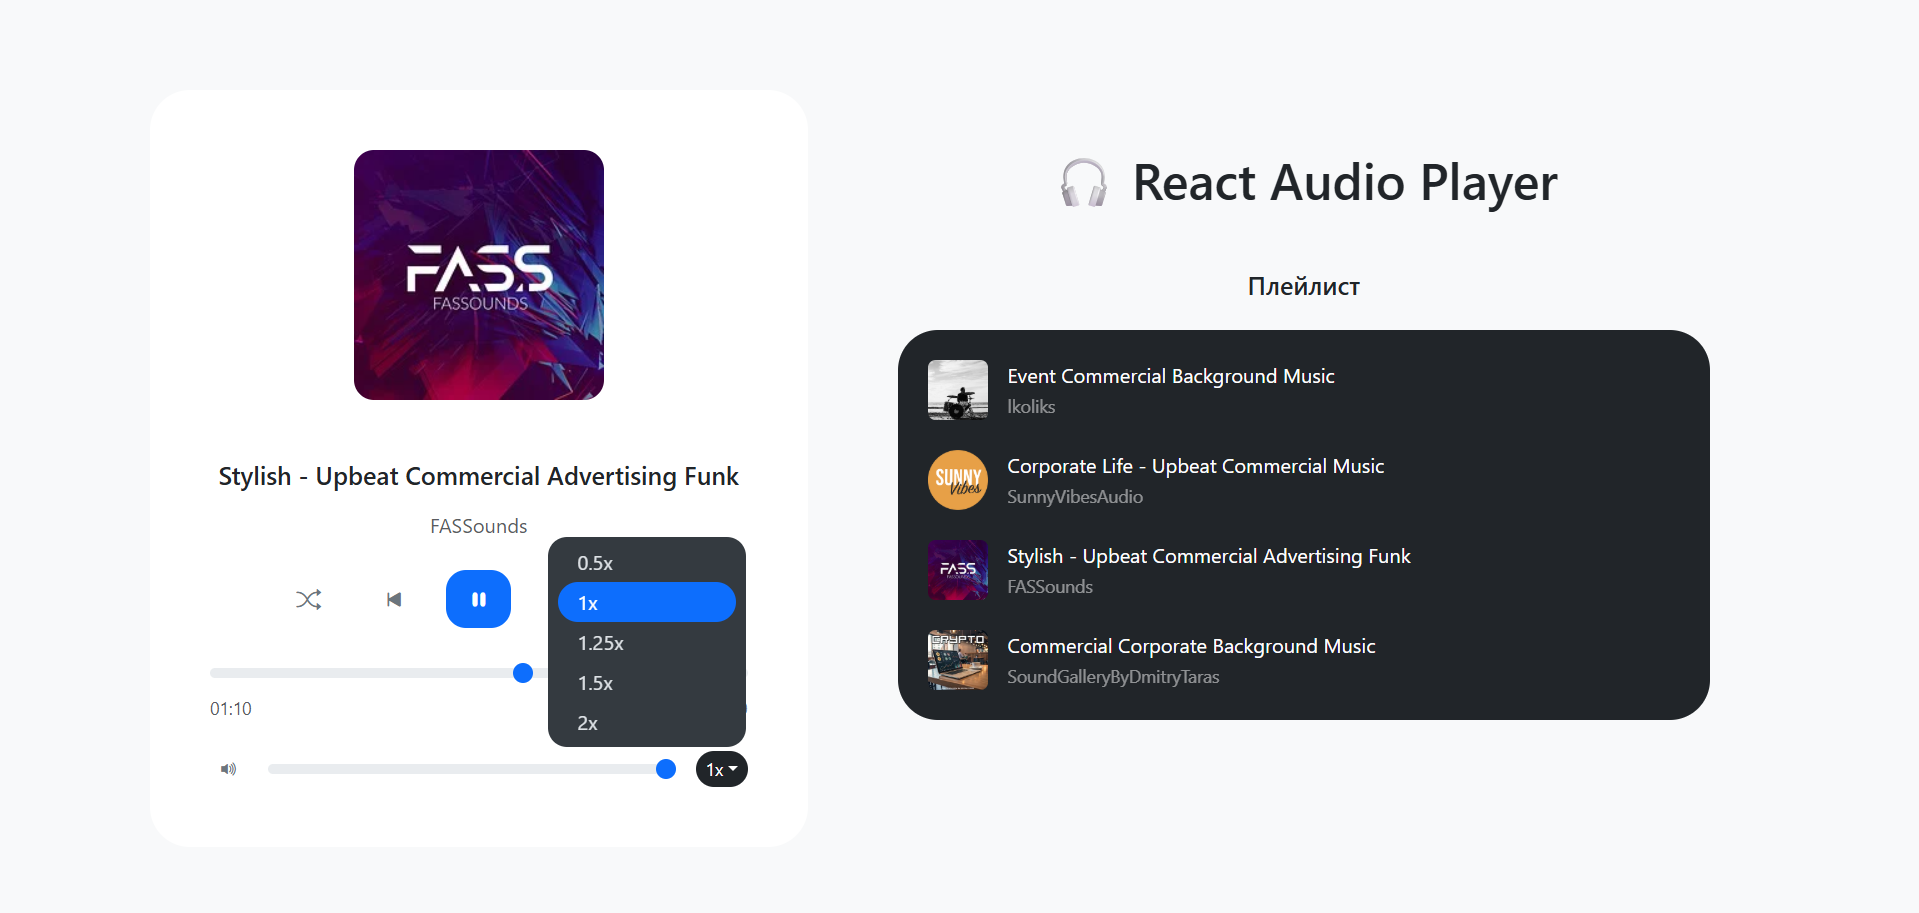 FASS
FASSOUNDS
Stylish - Upbeat Commercial Advertising Funk
FASSounds
0.5x
1x
1.25x
1.5x
2x
01:10
1x
React Audio Player
Плейлист
Event Commercial Background Music
lkoliks
SUNNY
Vibes
Corporate Life - Upbeat Commercial Music
SunnyVibesAudio
FASS
Stylish - Upbeat Commercial Advertising Funk
FASSounds
CRYPTO
Commercial Corporate Background Music
SoundGalleryByDmitryTaras